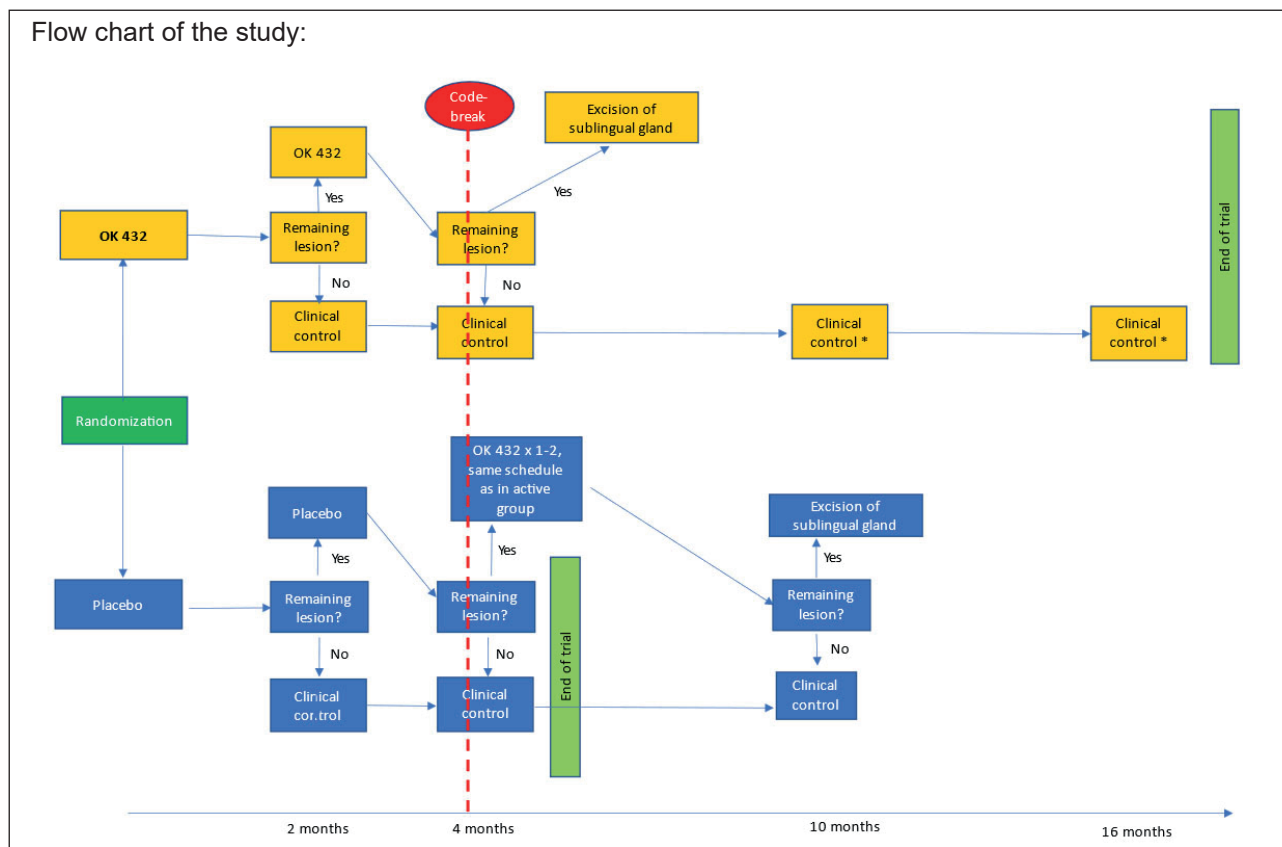 Flow chart of the study:
Code-
break
Excision of
sublingual gland
OK 432
Yes
Yes
OK 432
Remaining
lesion?
Remaining
lesion?
No
No
Clinical
control
Clinical
control
Clinical
control *
Clinical
control *
End of trial
Randomization
OK 432 x 1-2,
same schedule
as in active
group
Placebo
Excision of
sublingual gland
Yes
Yes
Yes
Placebo
Remaining
lesion?
Remaining
lesion?
Remaining
lesion?
No
No
No
End of trial
Clinical
cor.trol
Clinical
control
Clinical
control
2 months
4 months
10 months
16 months